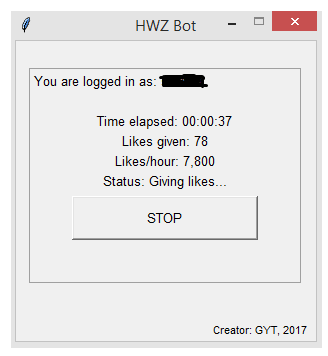 HWZ Bot
You are logged in as:
Time elapsed: 00:00:37
Likes given: 78
Likes/hour: 7,800
Status: Giving likes...
STOP
Creator: GYT, 2017